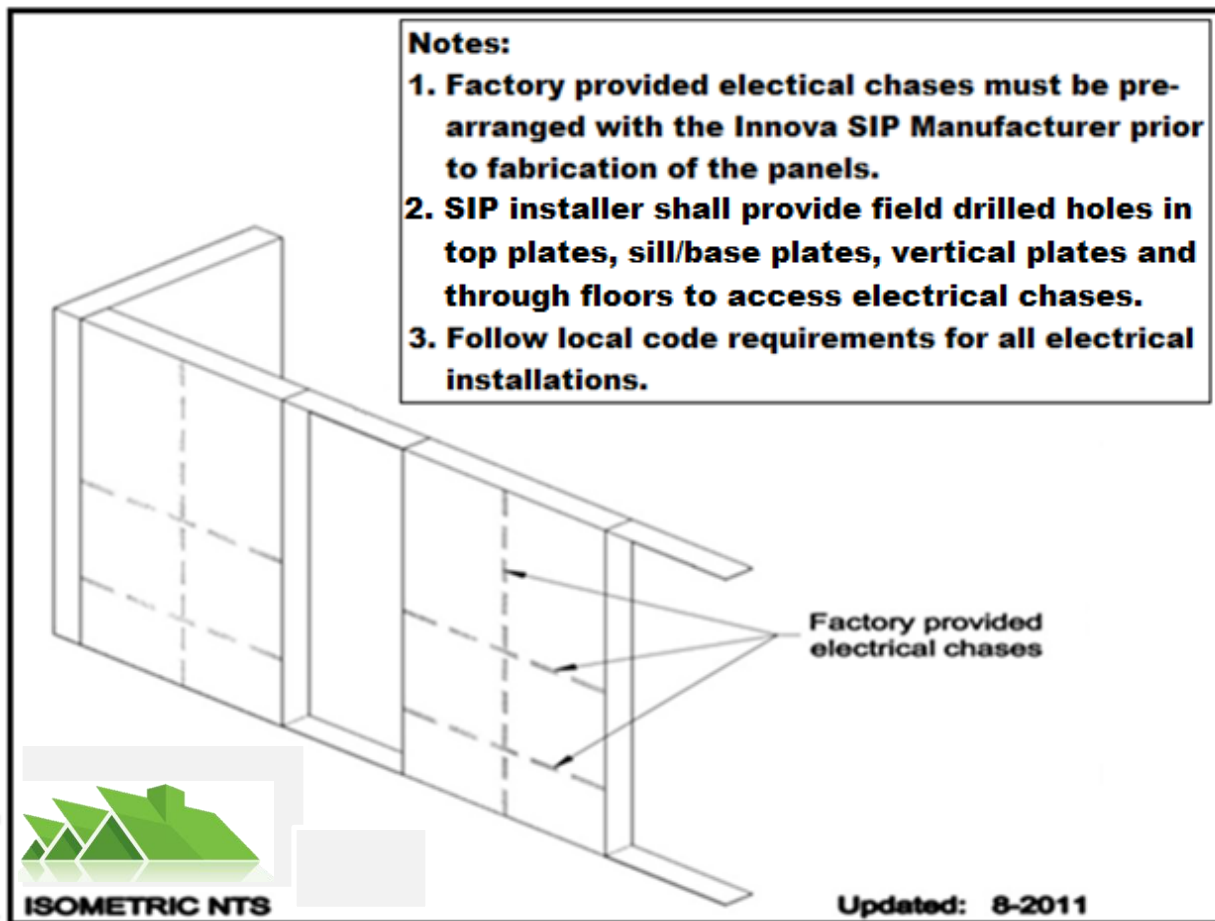 Notes:
1. Factory provided electical chases must be pre-
arranged with the Innova SIP Manufacturer prior
to fabrication of the panels.
2. SIP installer shall provide field drilled holes in
top plates, sill/base plates, vertical plates and
through floors to access electrical chases.
3. Follow local code requirements for all electrical
installations.
Factory provided
electrical chases
ISOMETRIC NTS
Updated: 8-2011